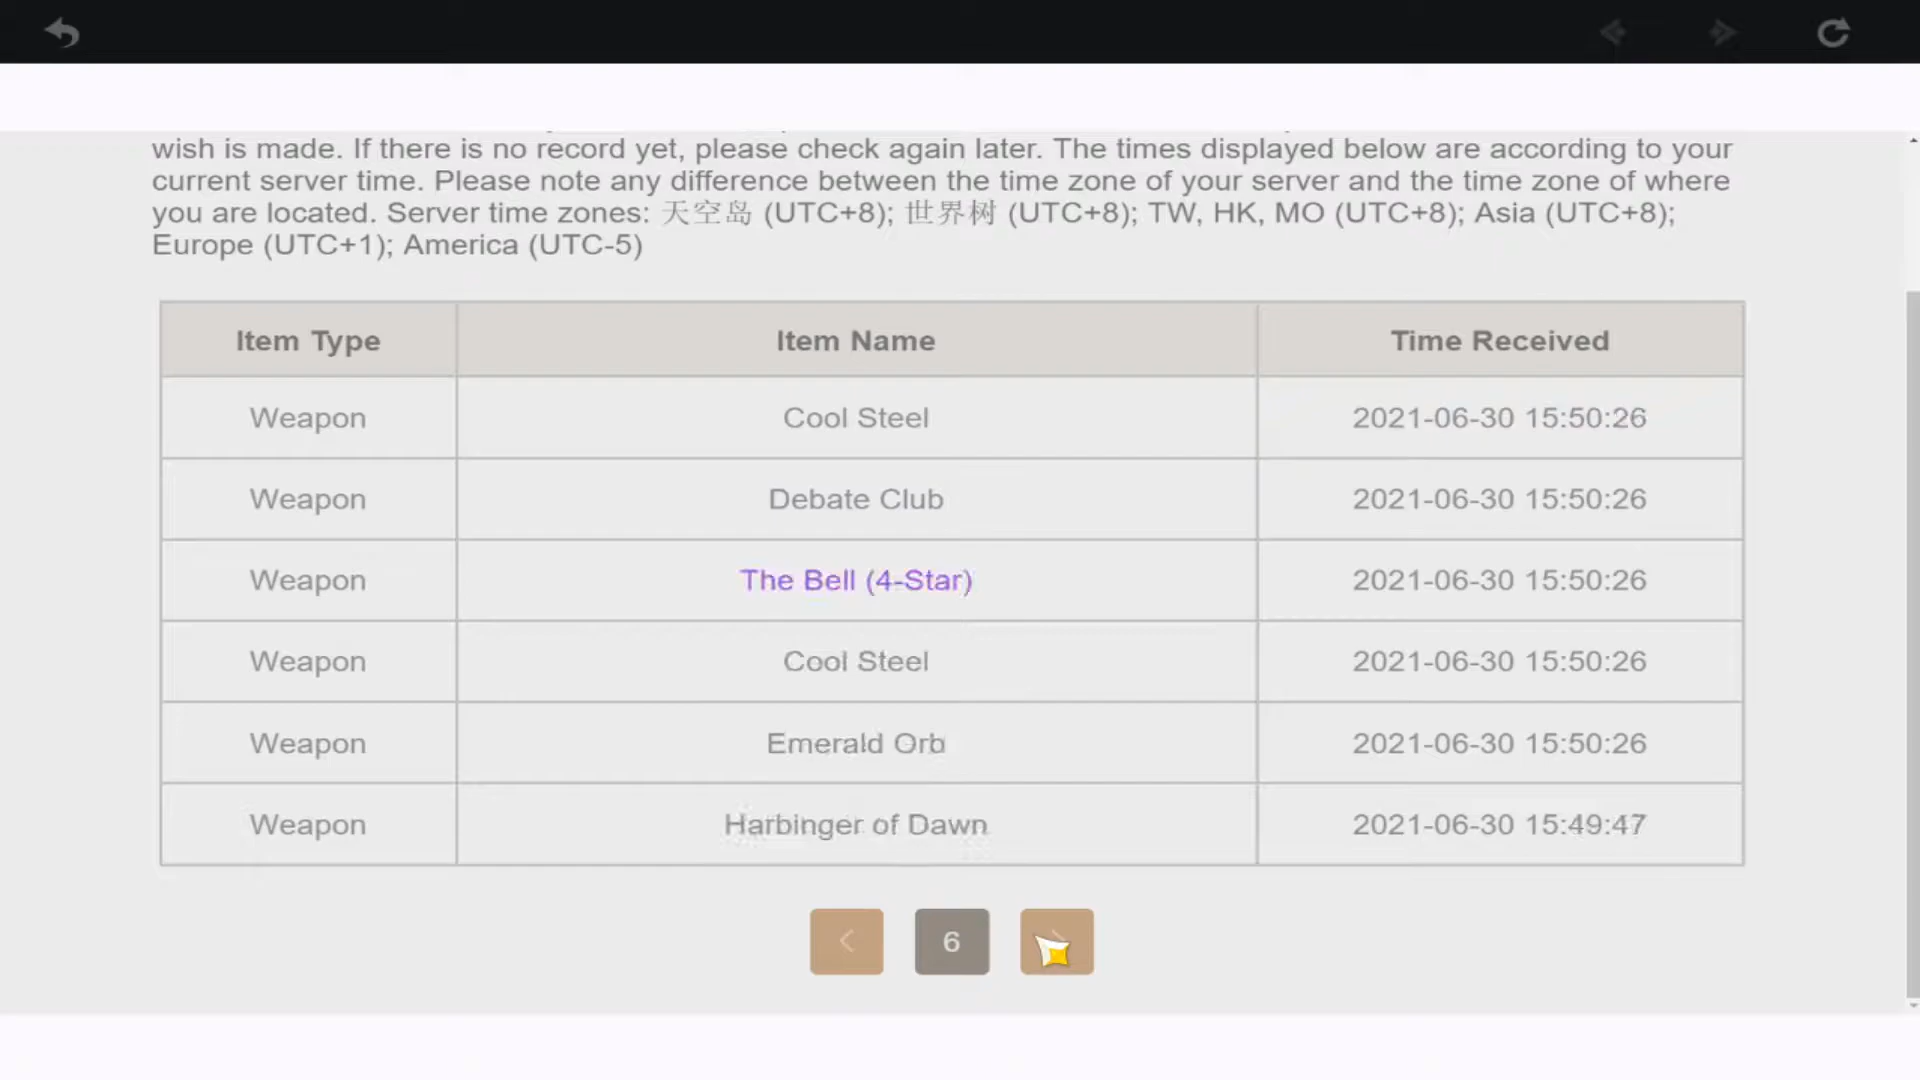 wish is made. If there is no record yet, please check again later. The times displayed below are according to your
current server time. Please note any difference between the time zone of your server and the time zone of where
you are located. Server time zones: 天空岛 (UTC+8); 世界树 (UTC+8); TW, HK, MO (UTC+8); Asia (UTC+8);
Europe (UTC+1); America (UTC-5)
Item Type Item Name Time Received
Weapon Cool Steel 2021-06-30 15:50:26
Weapon Debate Club 2021-06-30 15:50:26
Weapon The Bell (4-Star) 2021-06-30 15:50:26
Weapon Cool Steel 2021-06-30 15:50:26
Weapon Emerald Orb 2021-06-30 15:50:26
Weapon Harbinger of Dawn 2021-06-30 15:49:47
6